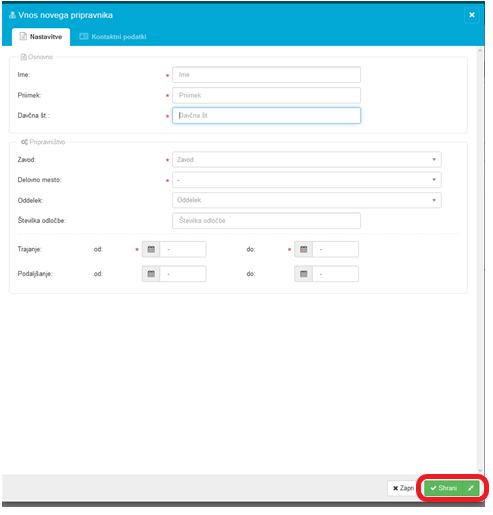 Vnos novega pripravnika
Nastavitve Kontaktni podatki
Osnovno
Ime: * Ime
Priimek: * Priimek
Davčna št.: * Davčna št.
Pripravništvo
Zavod: * Zavod
Delovno mesto: * -
Oddelek: Oddelek
Številka odločbe: Številka odločbe
Trajanje: od: * - do: * -
Podaljšanje: od: - do: -
Zapri Shrani